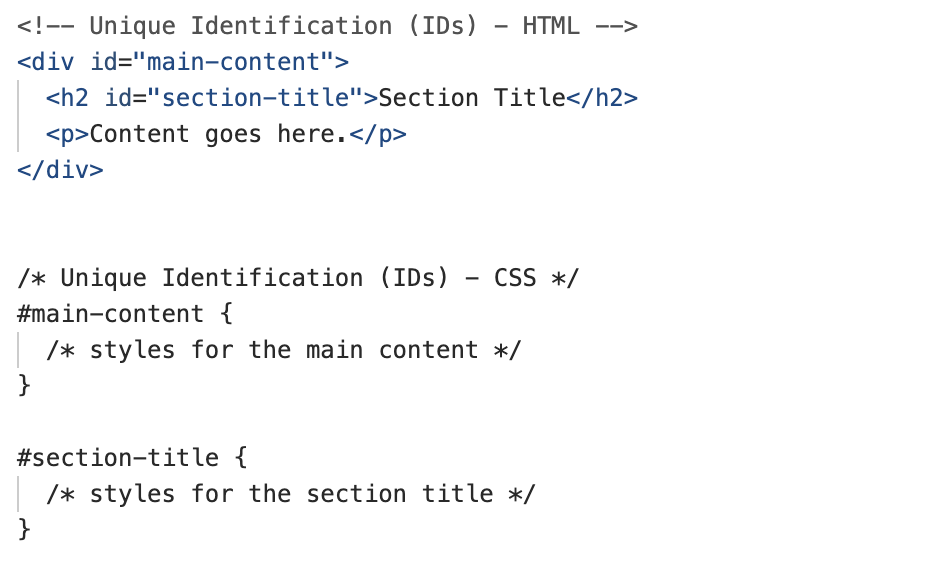 <!-- Unique Identification (IDs) - HTML -->
<div id="main-content">
  <h2 id="section-title">Section Title</h2>
  <p>Content goes here.</p>
</div>
/* Unique Identification (IDs) - CSS */
#main-content {
  /* styles for the main content */
}
#section-title {
  /* styles for the section title */
}